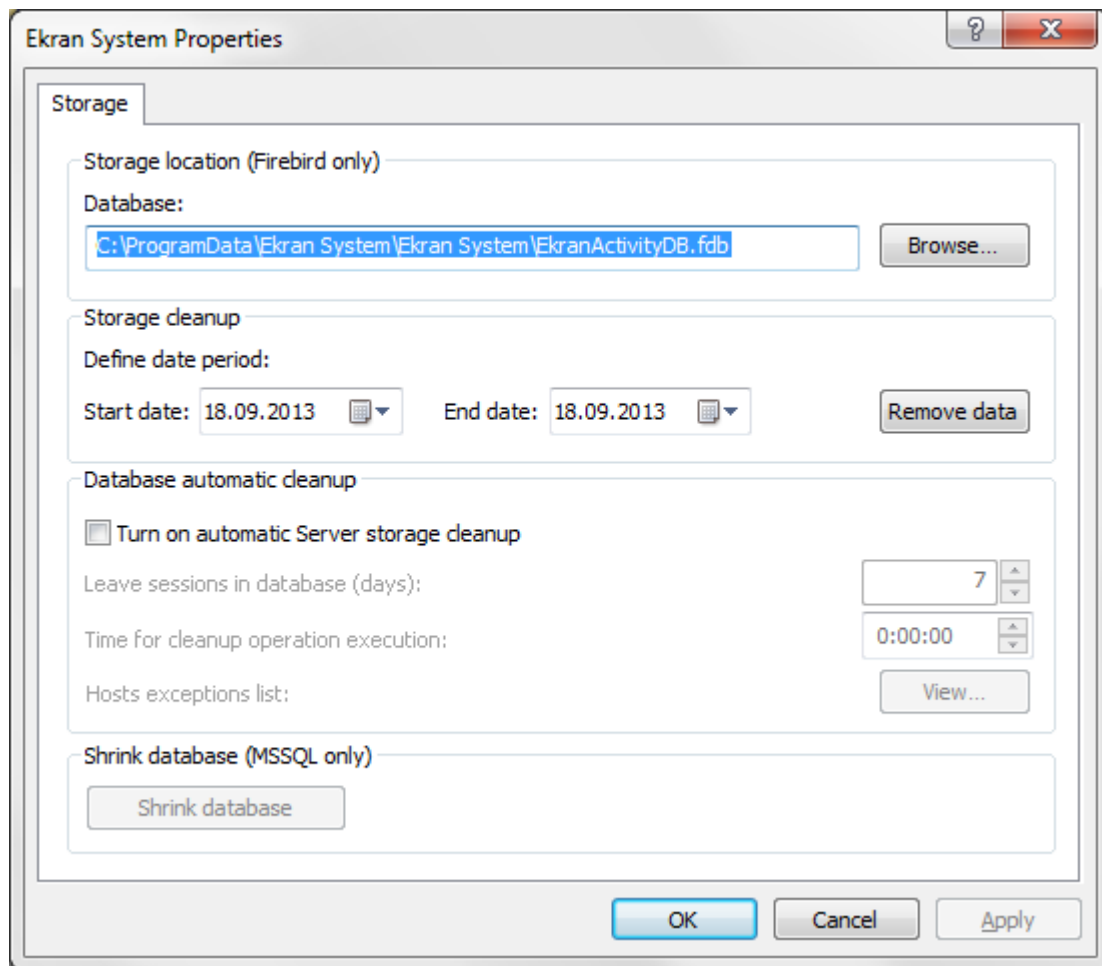 Ekran System Properties
Storage
Storage location (Firebird only)
Database:
C:\ProgramData\Ekran System\Ekran System\EkranActivityDB.fdb Browse...
Storage cleanup
Define date period:
Start date: 18.09.2013 End date: 18.09.2013 Remove data
Database automatic cleanup
Turn on automatic Server storage cleanup
Leave sessions in database (days): 7
Time for cleanup operation execution: 0:00:00
Hosts exceptions list: View...
Shrink database (MSSQL only)
Shrink database
OK Cancel Apply